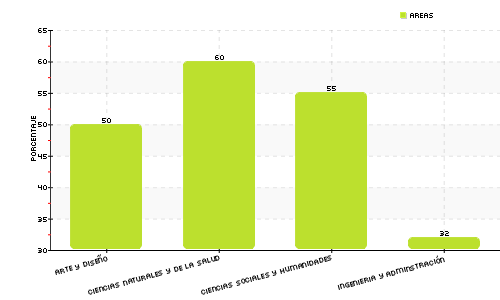 AREAS
65
60
55
50
45
40
35
30
PORCENTAJE
50
60
55
32
ARTE Y DISEÑO
CIENCIAS NATURALES Y DE LA SALUD
CIENCIAS SOCIALES Y HUMANIDADES
INGENIERIA Y ADMINSTRACIÓN